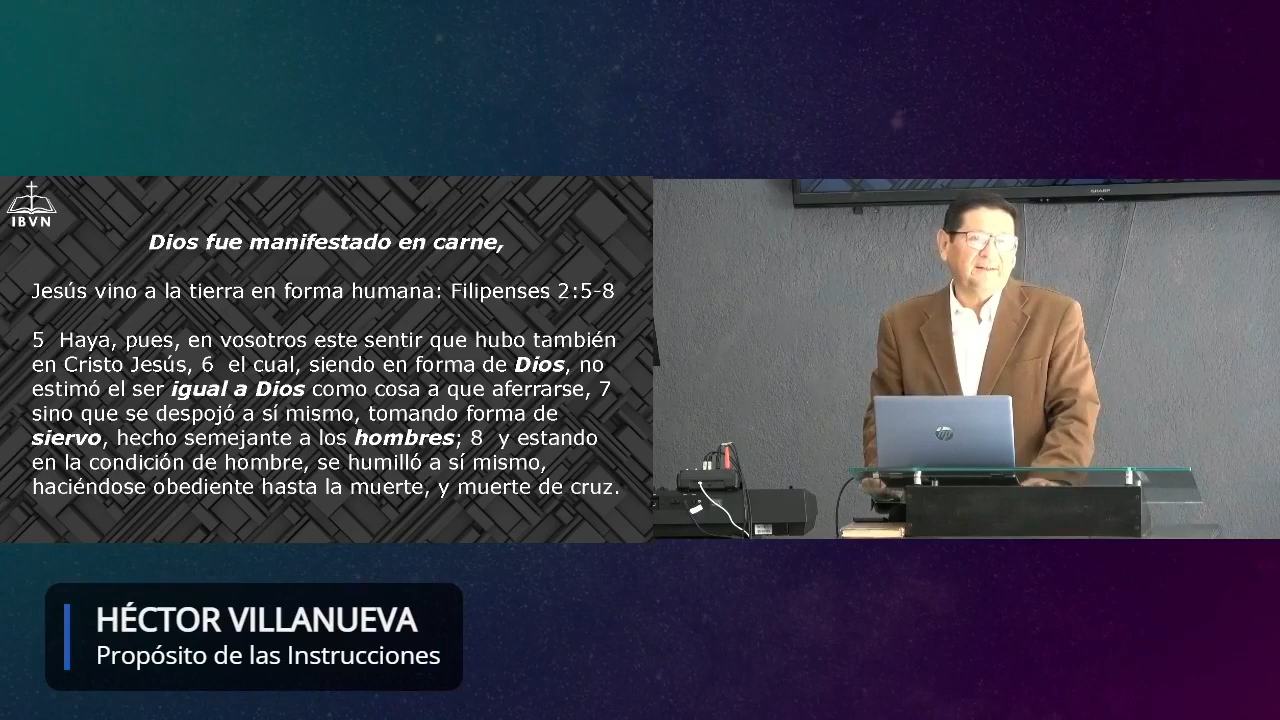 IBVN
Dios fue manifestado en carne,
Jesús vino a la tierra en forma humana: Filipenses 2:5-8
5 Haya, pues, en vosotros este sentir que hubo también
en Cristo Jesús, 6 el cual, siendo en forma de Dios, no
estimó el ser igual a Dios como cosa a que aferrarse, 7
sino que se despojó a sí mismo, tomando forma de
siervo, hecho semejante a los hombres; 8 y estando
en la condición de hombre, se humilló a sí mismo,
haciéndose obediente hasta la muerte, y muerte de cruz.
SHARP
hp
HÉCTOR VILLANUEVA
Propósito de las Instrucciones